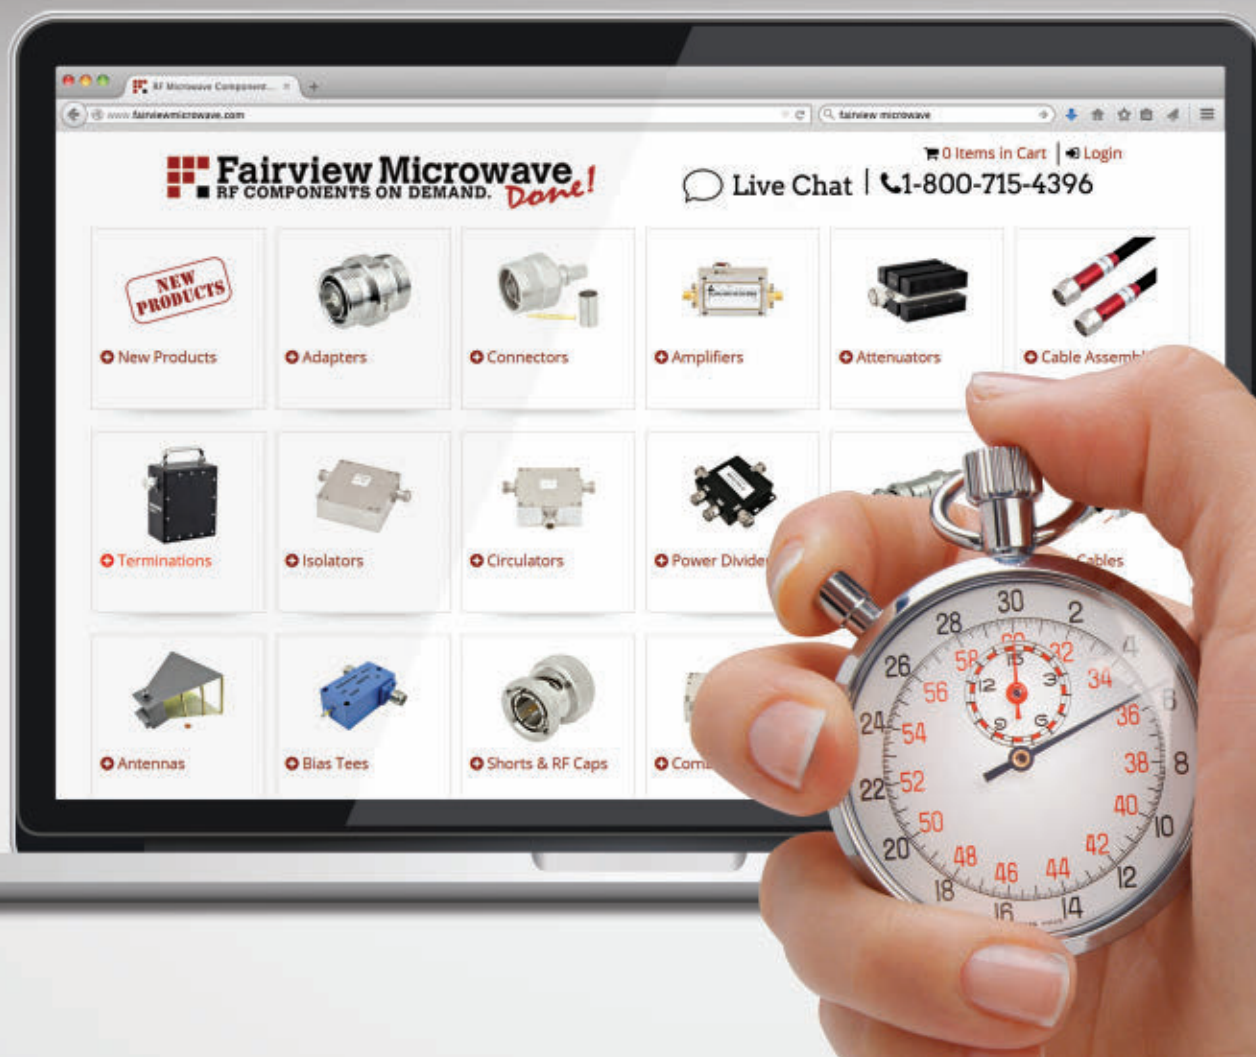 RF Microwave Component...
www.fairviewmicrowave.com
fairview microwave
0 Items in Cart
Login
Fairview Microwave
RF COMPONENTS ON DEMAND.
Done!
Live Chat
1-800-715-4396
NEW
PRODUCTS
New Products
Adapters
Connectors
Amplifiers
Attenuators
Cable Assembl
Terminations
Isolators
Circulators
Power Divide
Cables
Antennas
Bias Tees
Shorts & RF Caps
Com
30
2
4
6
8
10
12
14
16
18
20
22
24
26
28
32
34
36
38
40
42
44
46
48
50
52
54
56
58
15
3
6
9
12